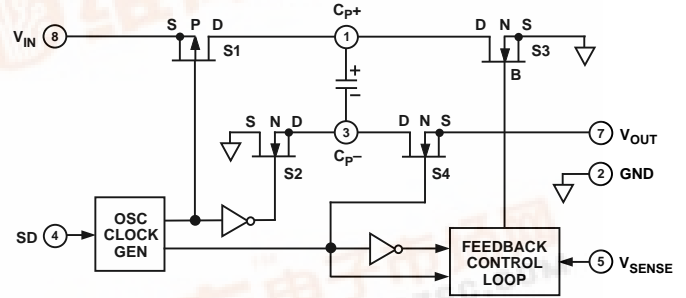 C_P+
S P D
D N S
V_IN 8
1
S1
S3
+
B
−
S N D
D N S
3
7 V_OUT
C_P−
S2
S4
2 GND
SD 4
OSC
CLOCK
GEN
FEEDBACK
CONTROL
LOOP
5 V_SENSE